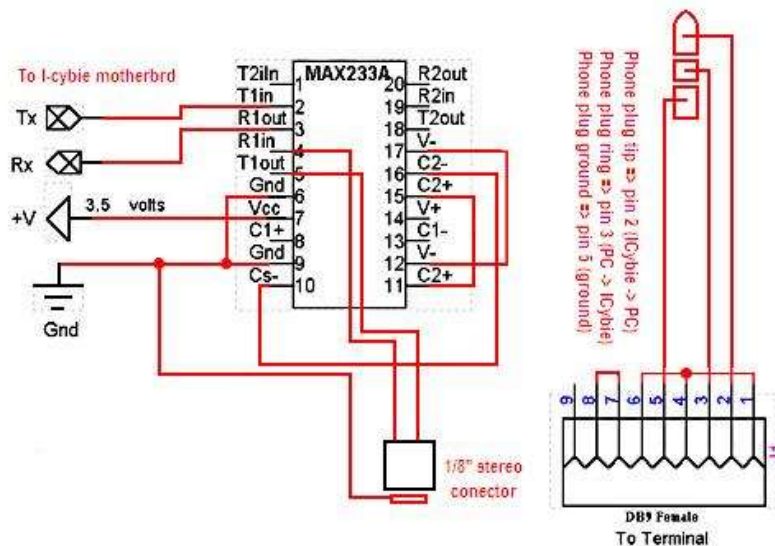 To I-cybie motherbrd
Tx
Rx
+V
3.5 volts
Gnd
MAX233A
T2iIn
T1in
R1out
R1in
T1out
Gnd
Vcc
C1+
Gnd
Cs-
1
2
3
4
5
6
7
8
9
10
R2out
R2in
T2out
V-
C2-
C2+
V+
C1-
V-
C2+
20
19
18
17
16
15
14
13
12
11
1/8" stereo
conector
Phone plug tip => pin 2 (ICybie -> PC)
Phone plug ring => pin 3 (PC -> ICybie)
Phone plug ground => pin 5 (ground)
9
8
7
6
5
4
3
2
1
DB9 Female
To Terminal